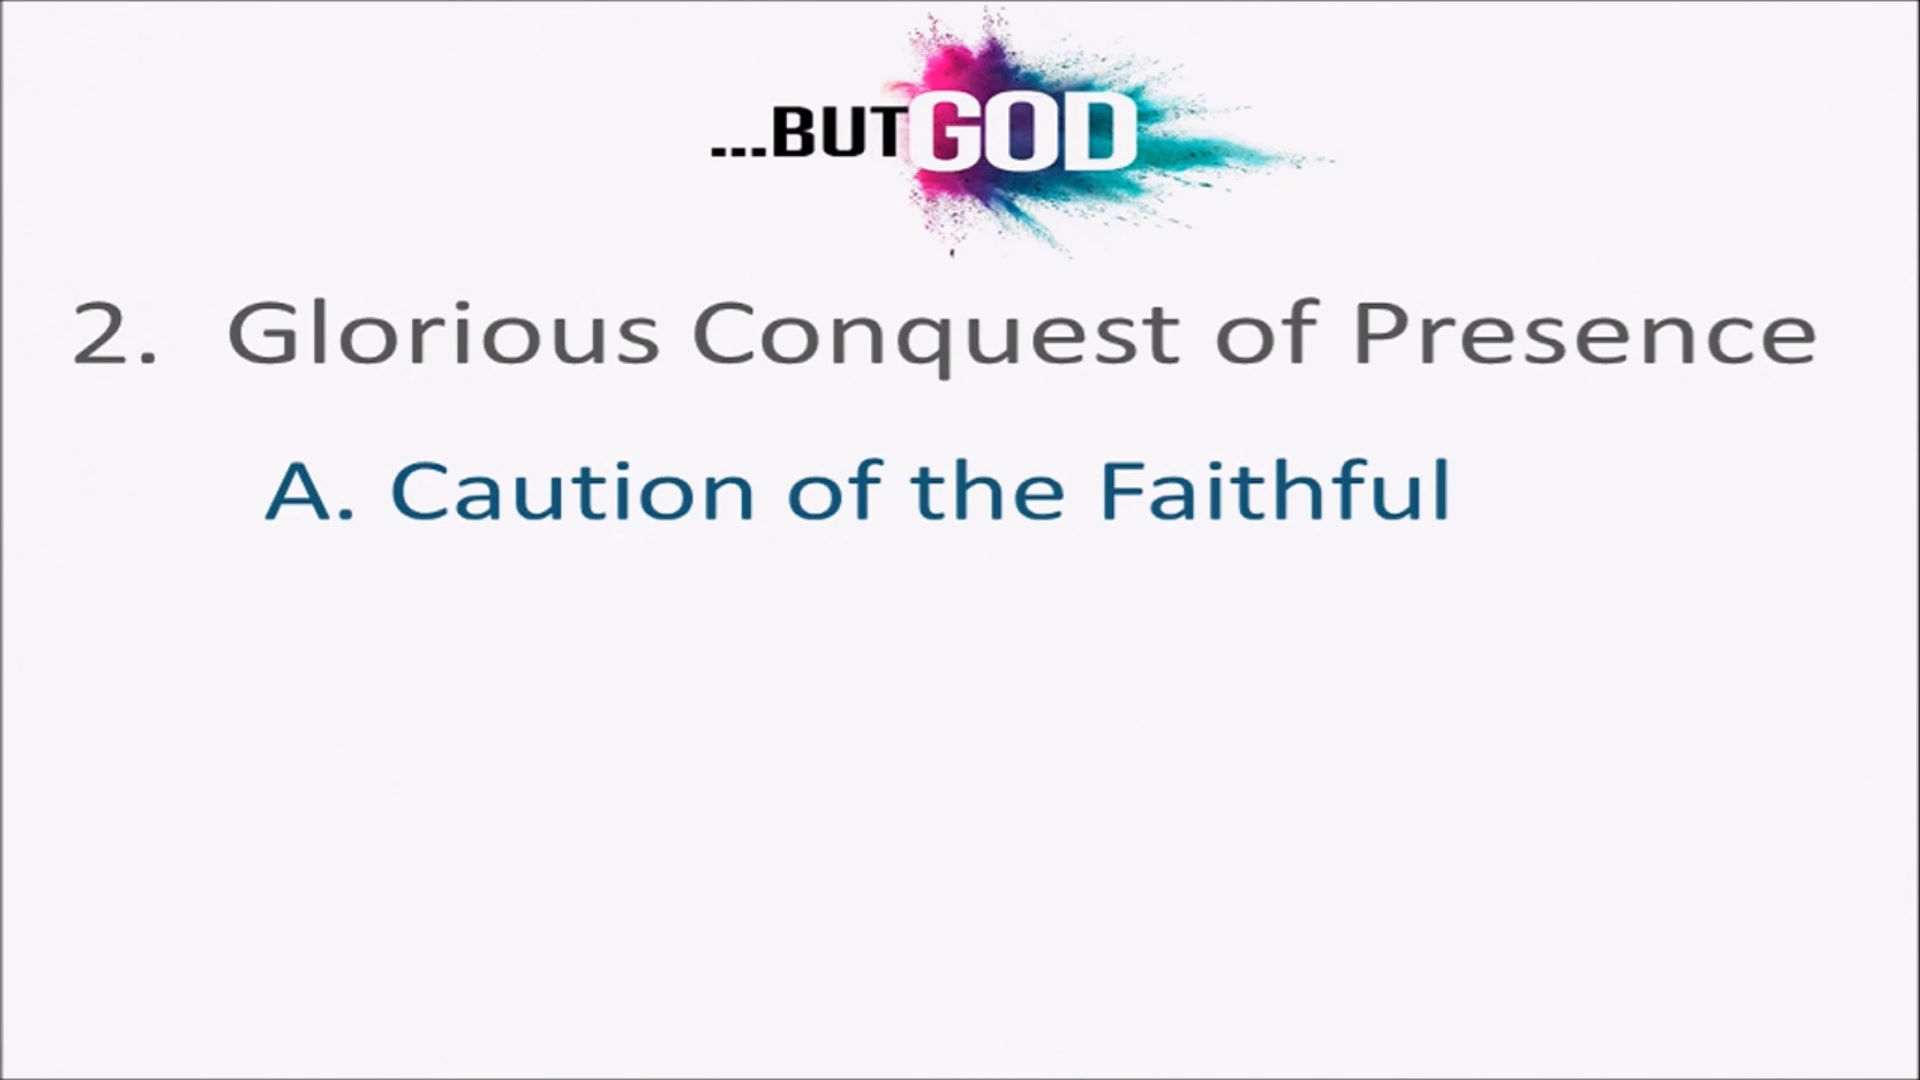 ...BUT GOD
2. Glorious Conquest of Presence
A. Caution of the Faithful